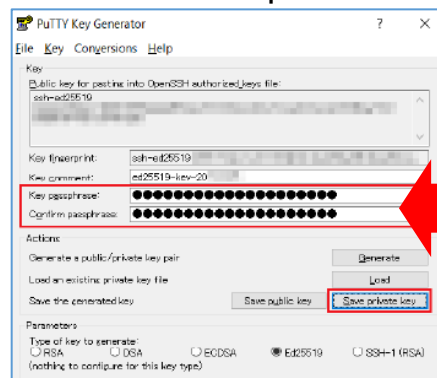 PuTTY Key Generator ? ×
File Key Conversions Help
Key
Public key for pasting into OpenSSH authorized_keys file:
ssh-ed25519
Key fingerprint: ssh-ed25519
Key comment: ed25519-key-20
Key passphrase: ●●●●●●●●●●●●●●●●●●●●
Confirm passphrase: ●●●●●●●●●●●●●●●●●●●●
Actions
Generate a public/private key pair Generate
Load an existing private key file Load
Save the generated key Save public key Save private key
Parameters
Type of key to generate:
RSA DSA ECDSA Ed25519 SSH-1 (RSA)
(nothing to configure for this key type)